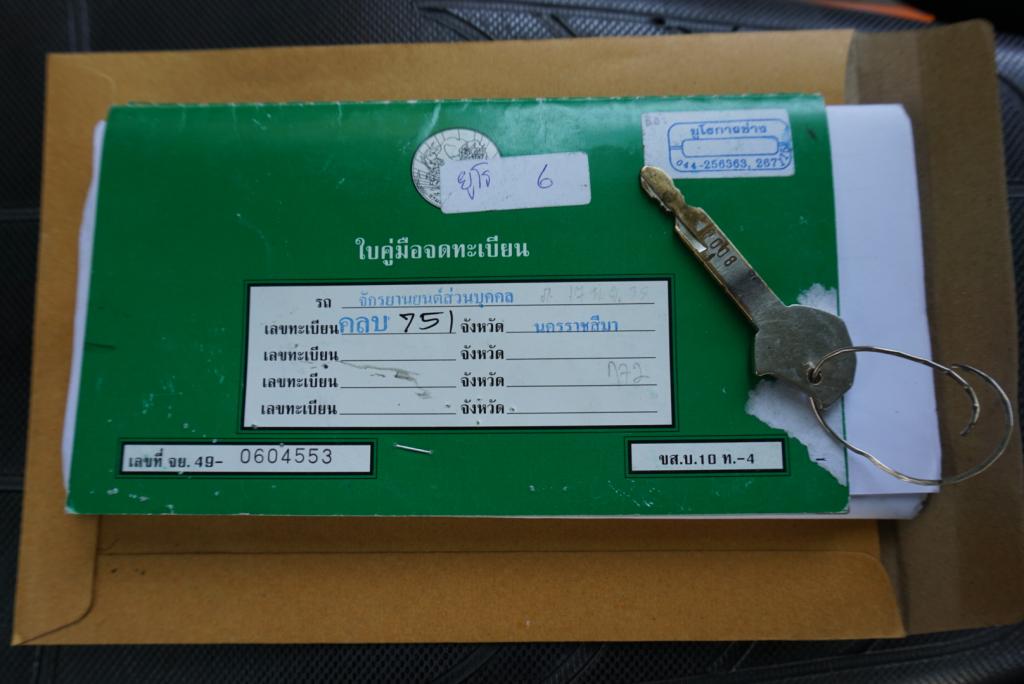 ยูโร 6
ยูโรกลาง
044-256363, 2671
ใบคู่มือจดทะเบียน
รถ จักรยานยนต์ส่วนบุคคล
เลขทะเบียน คลบ 751 จังหวัด นครราชสีมา
เลขทะเบียน จังหวัด
เลขทะเบียน จังหวัด
เลขทะเบียน จังหวัด
เลขที่ จย. 49- 0604553
ขส.บ.10 ท.-4
008